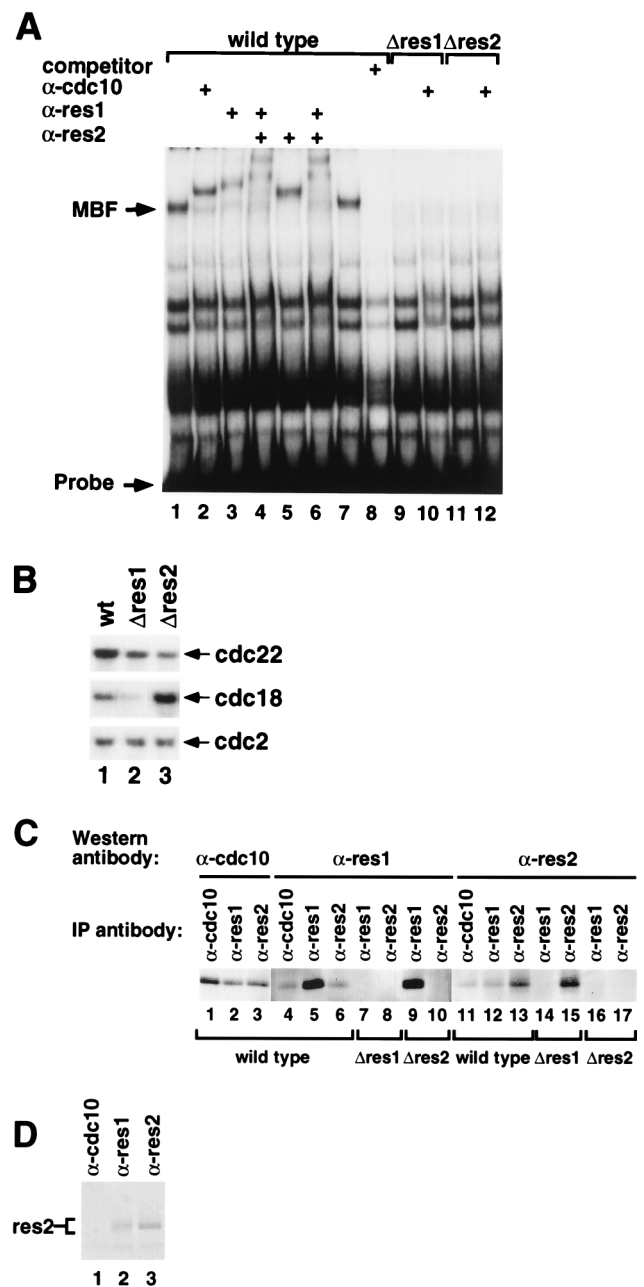 A
wild type Δres1 Δres2
competitor +
α-cdc10 + + +
α-res1 + + +
α-res2 + + +
MBF
Probe
1 2 3 4 5 6 7 8 9 10 11 12
B
wt Δres1 Δres2
cdc22
cdc18
cdc2
1 2 3
C
Western
antibody: α-cdc10 α-res1 α-res2
IP antibody: α-cdc10 α-res1 α-res2 α-cdc10 α-res1 α-res2 α-res1 α-res2 α-res1 α-res2 α-cdc10 α-res1 α-res2 α-res1 α-res2 α-res1 α-res2
1 2 3 4 5 6 7 8 9 10 11 12 13 14 15 16 17
wild type Δres1 Δres2 wild type Δres1 Δres2
D
α-cdc10 α-res1 α-res2
res2
1 2 3